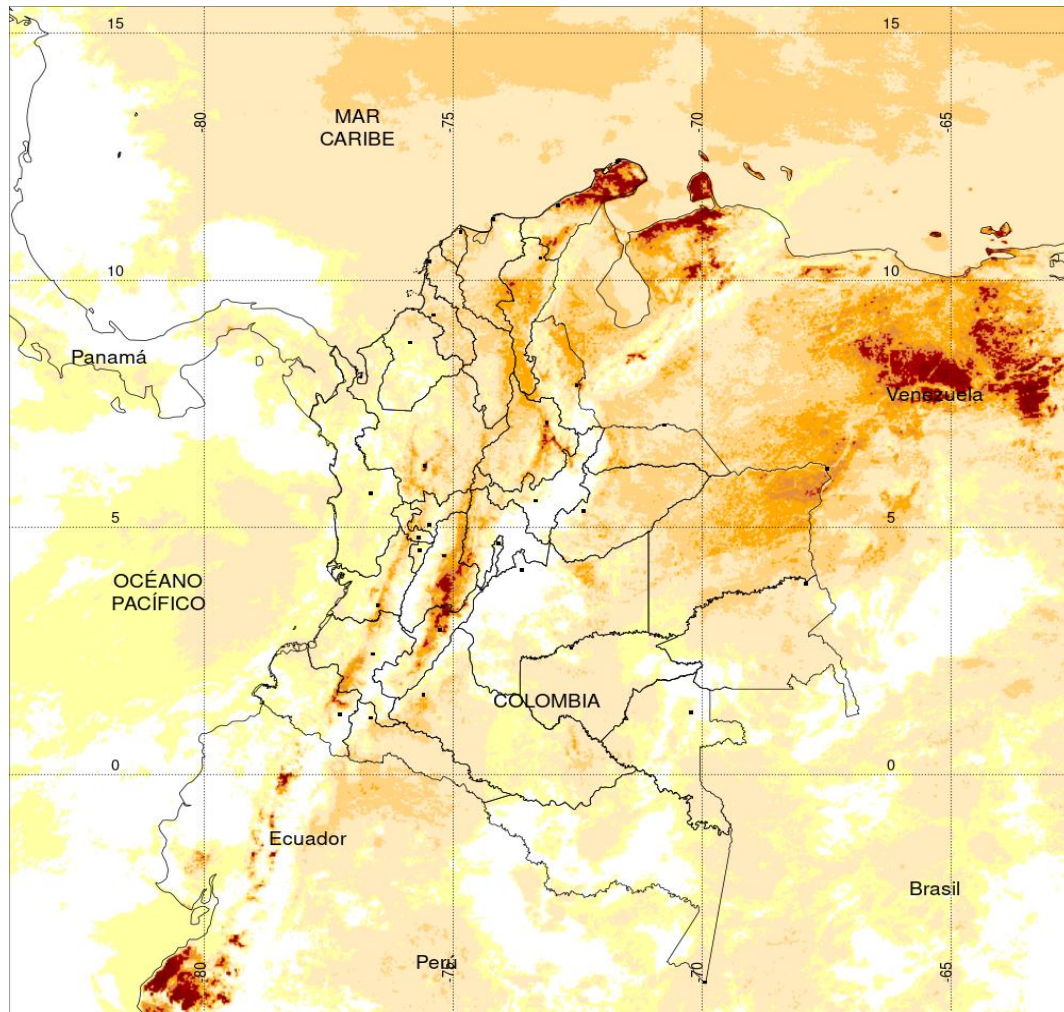 15
15
-80
-75
-70
-65
MAR
CARIBE
10
10
Panamá
Venezuela
5
5
OCÉANO
PACÍFICO
COLOMBIA
0
0
Ecuador
Brasil
Perú
-80
-75
-70
-65